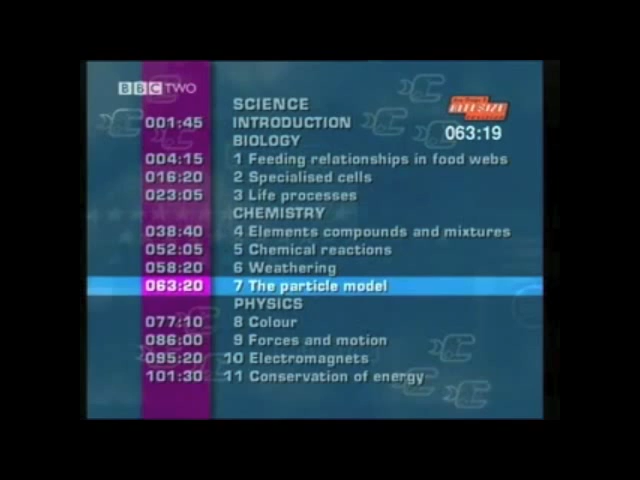 BBC TWO
BITESIZE
063:19
SCIENCE
001:45 INTRODUCTION
BIOLOGY
004:15 1 Feeding relationships in food webs
016:20 2 Specialised cells
023:05 3 Life processes
CHEMISTRY
038:40 4 Elements compounds and mixtures
052:05 5 Chemical reactions
058:20 6 Weathering
063:20 7 The particle model
PHYSICS
077:10 8 Colour
086:00 9 Forces and motion
095:20 10 Electromagnets
101:30 11 Conservation of energy